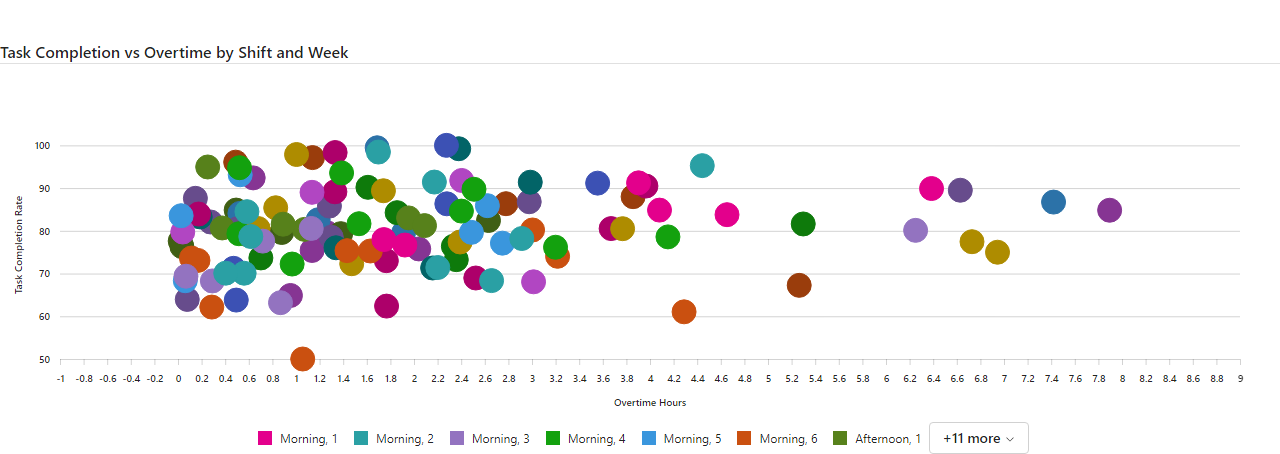 Task Completion vs Overtime by Shift and Week
100
90
80
70
60
50
Task Completion Rate
-1 -0.8 -0.6 -0.4 -0.2 0 0.2 0.4 0.6 0.8 1 1.2 1.4 1.6 1.8 2 2.2 2.4 2.6 2.8 3 3.2 3.4 3.6 3.8 4 4.2 4.4 4.6 4.8 5 5.2 5.4 5.6 5.8 6 6.2 6.4 6.6 6.8 7 7.2 7.4 7.6 7.8 8 8.2 8.4 8.6 8.8 9
Overtime Hours
Morning, 1 Morning, 2 Morning, 3 Morning, 4 Morning, 5 Morning, 6 Afternoon, 1 +11 more